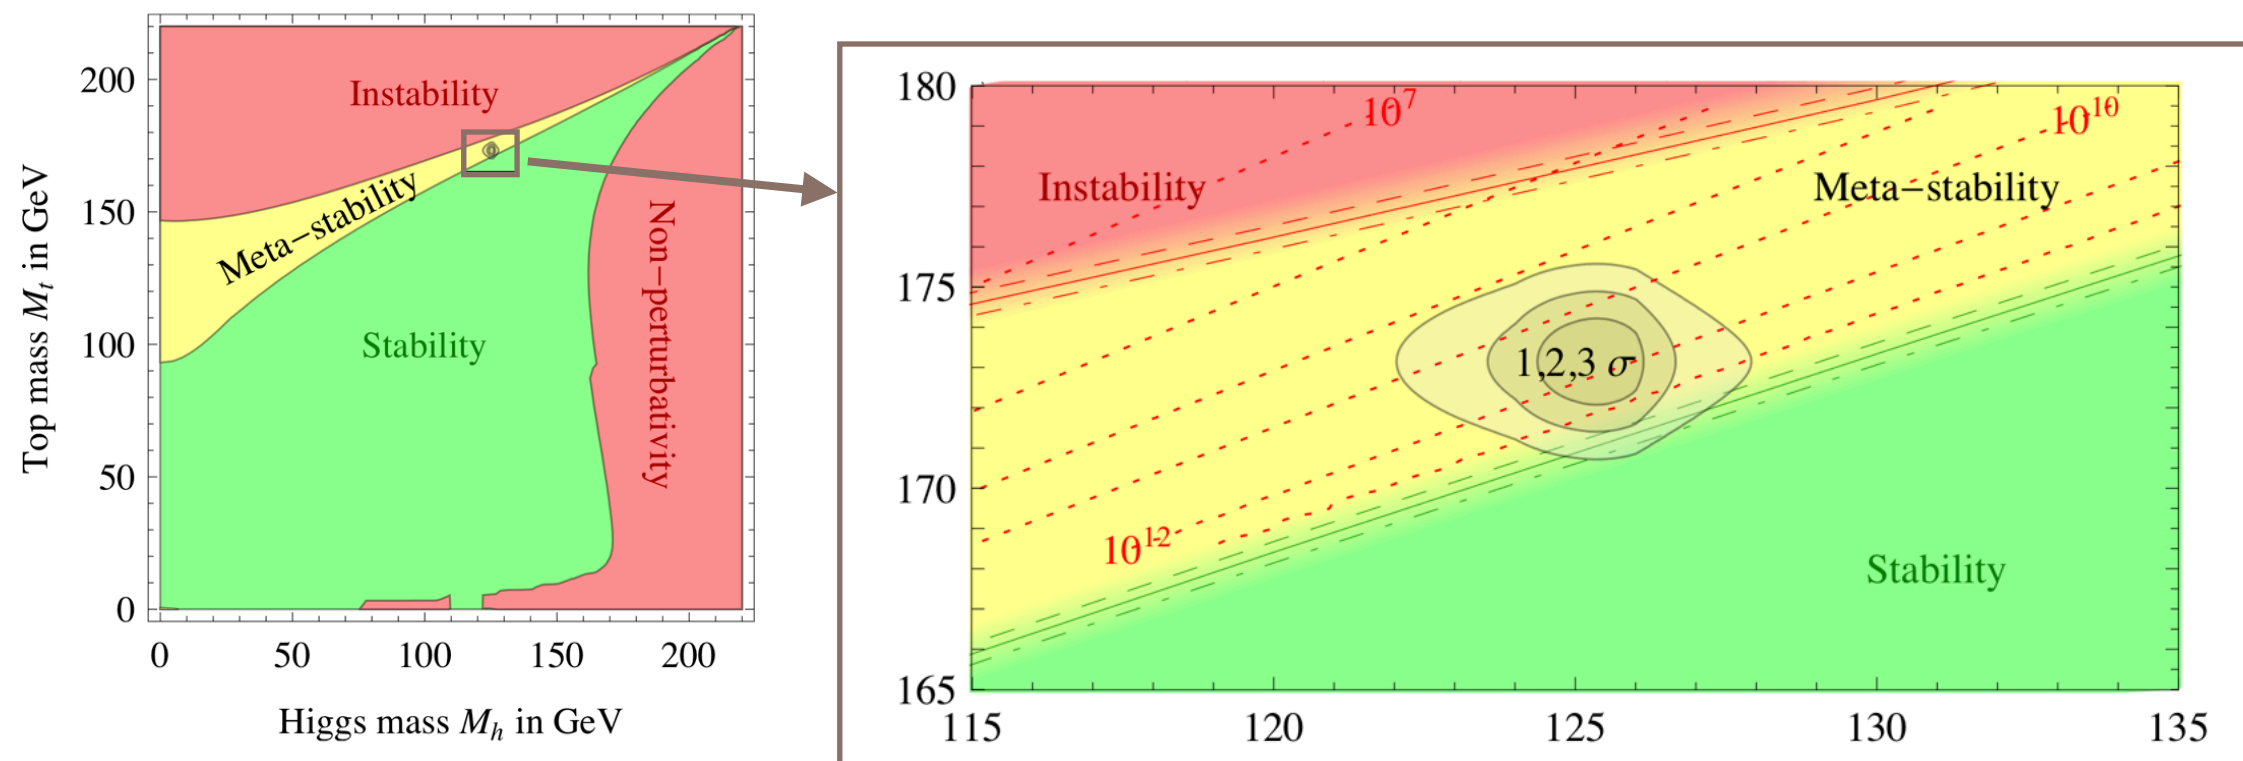 Top mass Mt in GeV
200
150
100
50
0
0 50 100 150 200
Higgs mass Mh in GeV
Instability
Meta−stability
Stability
Non−perturbativity
180
175
170
165
115 120 125 130 135
10^7
10^10
Instability
Meta−stability
1,2,3 σ
10^12
Stability